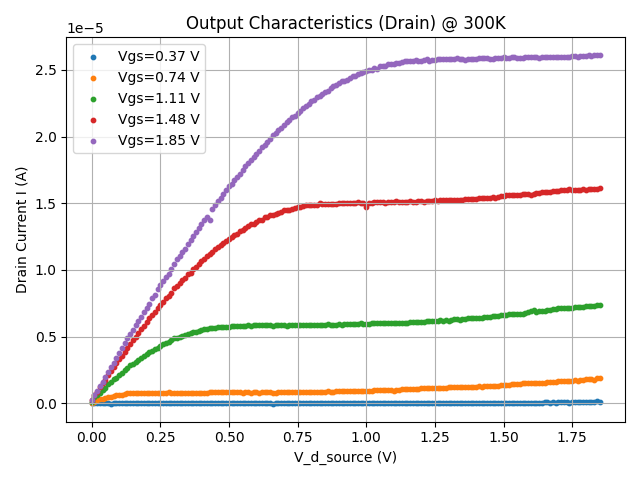 Output Characteristics (Drain) @ 300K
1e−5
Vgs=0.37 V
Vgs=0.74 V
Vgs=1.11 V
Vgs=1.48 V
Vgs=1.85 V
2.5
2.0
1.5
1.0
0.5
0.0
Drain Current I (A)
0.00 0.25 0.50 0.75 1.00 1.25 1.50 1.75
V_d_source (V)